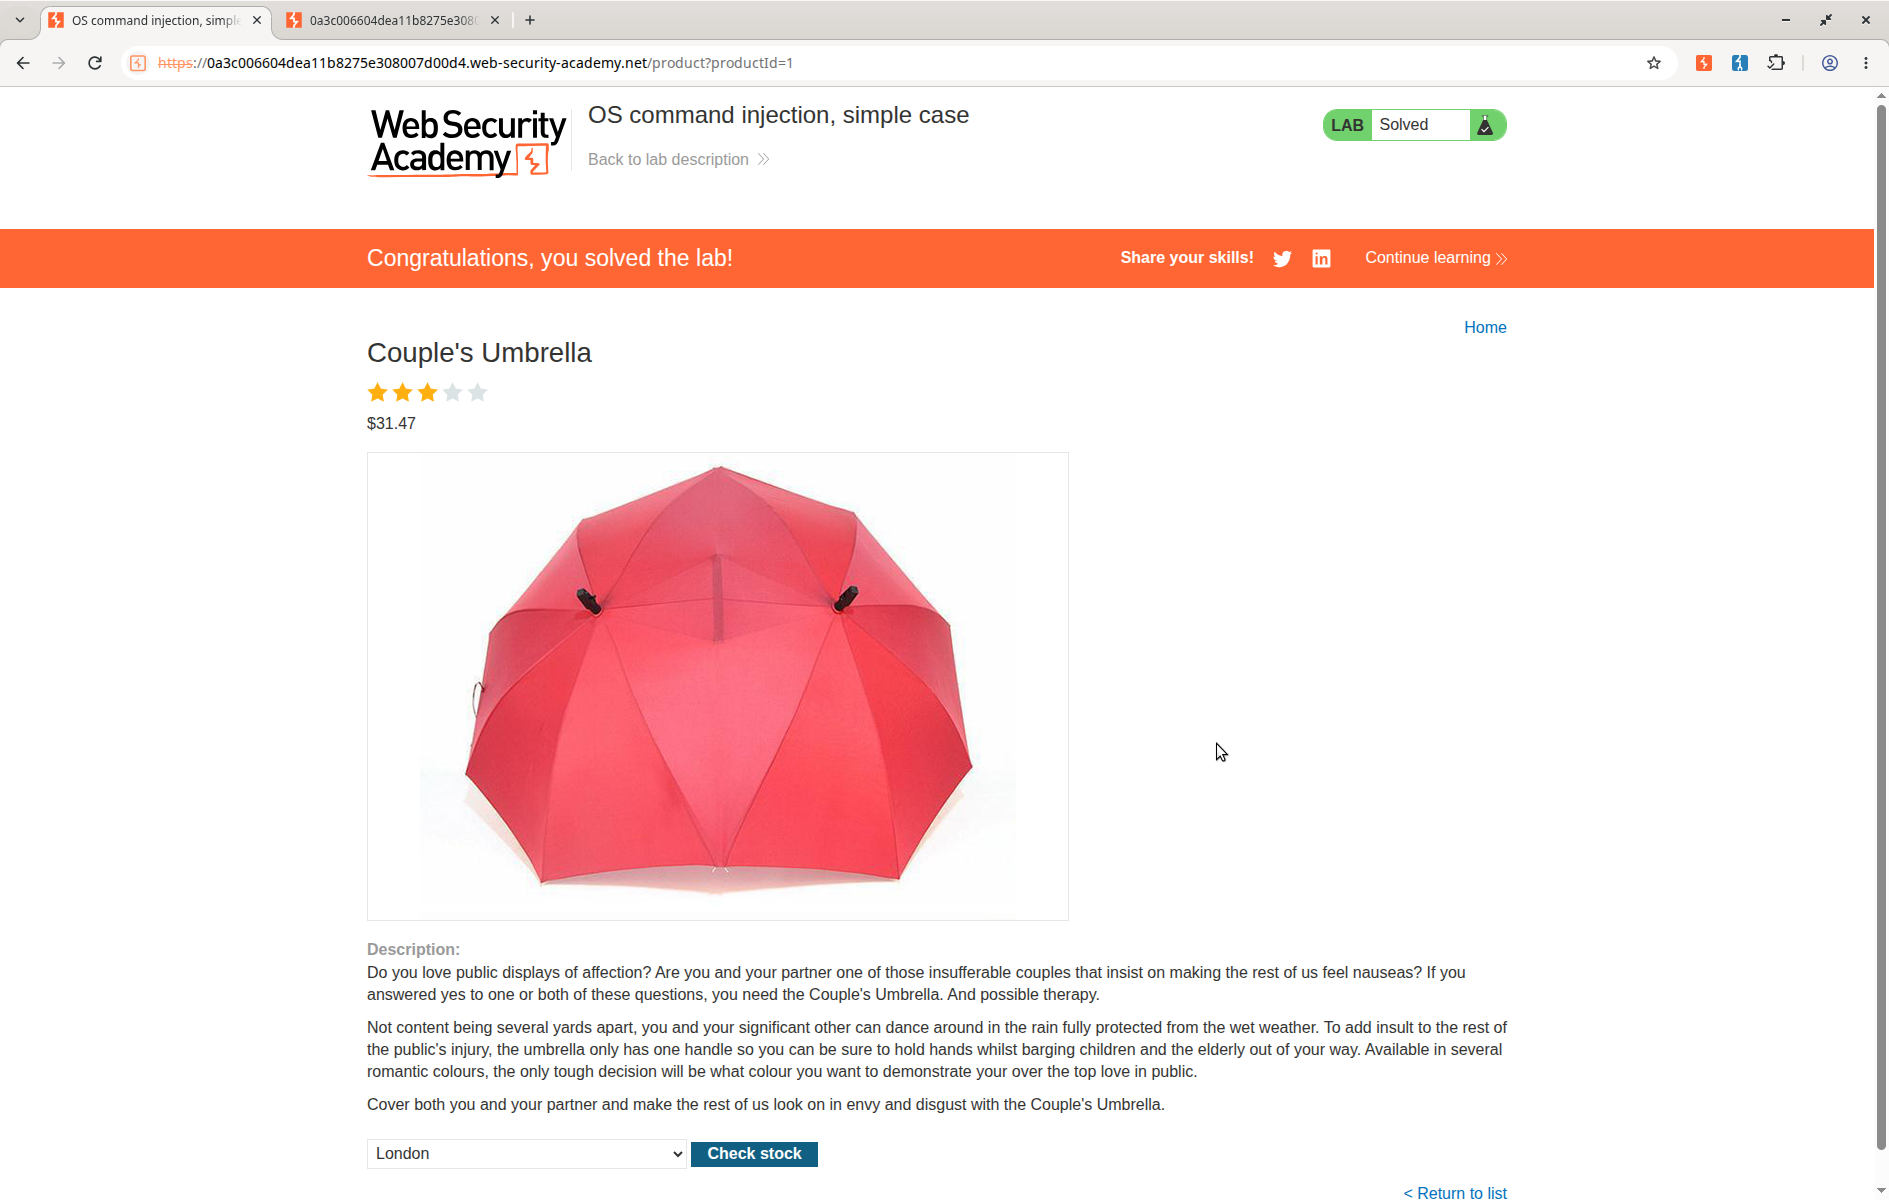 OS command injection, simple
0a3c006604dea11b8275e308
https://0a3c006604dea11b8275e308007d00d4.web-security-academy.net/product?productId=1
Web Security
Academy
OS command injection, simple case
Back to lab description
LAB Solved
Congratulations, you solved the lab!
Share your skills!
Continue learning
Home
Couple's Umbrella
$31.47
Description:
Do you love public displays of affection? Are you and your partner one of those insufferable couples that insist on making the rest of us feel nauseas? If you
answered yes to one or both of these questions, you need the Couple's Umbrella. And possible therapy.
Not content being several yards apart, you and your significant other can dance around in the rain fully protected from the wet weather. To add insult to the rest of
the public's injury, the umbrella only has one handle so you can be sure to hold hands whilst barging children and the elderly out of your way. Available in several
romantic colours, the only tough decision will be what colour you want to demonstrate your over the top love in public.
Cover both you and your partner and make the rest of us look on in envy and disgust with the Couple's Umbrella.
London
Check stock
< Return to list